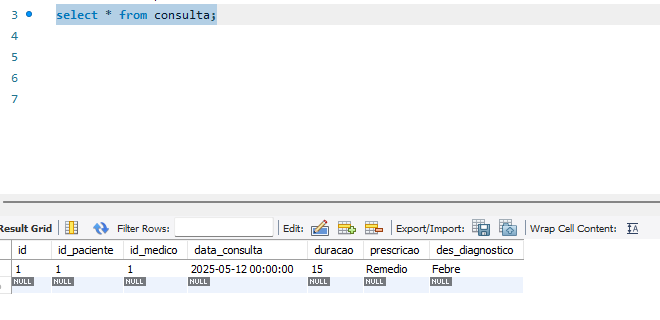 3 select * from consulta;
4
5
6
7
Result Grid Filter Rows: Edit: Export/Import: Wrap Cell Content:
id id_paciente id_medico data_consulta duracao prescricao des_diagnostico
1 1 1 2025-05-12 00:00:00 15 Remedio Febre
NULL NULL NULL NULL NULL NULL NULL